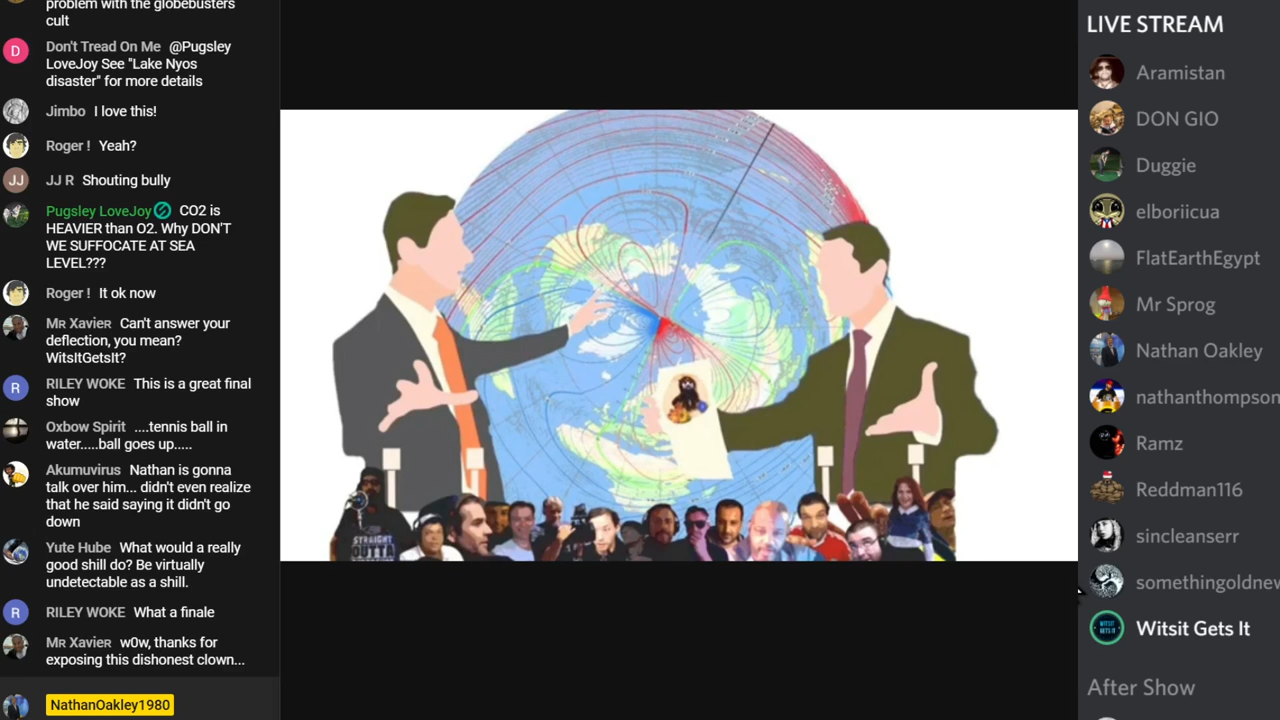 problem with the globebusters
cult
D
Don't Tread On Me @Pugsley
LoveJoy See "Lake Nyos
disaster" for more details
Jimbo I love this!
Roger ! Yeah?
JJ
JJ R Shouting bully
Pugsley LoveJoy CO2 is
HEAVIER than O2. Why DON'T
WE SUFFOCATE AT SEA
LEVEL???
Roger ! It ok now
Mr Xavier Can't answer your
deflection, you mean?
WitsItGetsIt?
R
RILEY WOKE This is a great final
show
Oxbow Spirit ....tennis ball in
water.....ball goes up.....
Akumuvirus Nathan is gonna
talk over him... didn't even realize
that he said saying it didn't go
down
Yute Hube What would a really
good shill do? Be virtually
undetectable as a shill.
R
RILEY WOKE What a finale
Mr Xavier w0w, thanks for
exposing this dishonest clown...
NathanOakley1980
STRAIGHT
OUTTA
LIVE STREAM
Aramistan
DON GIO
Duggie
elboriicua
FlatEarthEgypt
Mr Sprog
Nathan Oakley
nathanthompson
Ramz
Reddman116
sincleanserr
somethingoldnew
WITSIT
GETS IT
Witsit Gets It
After Show